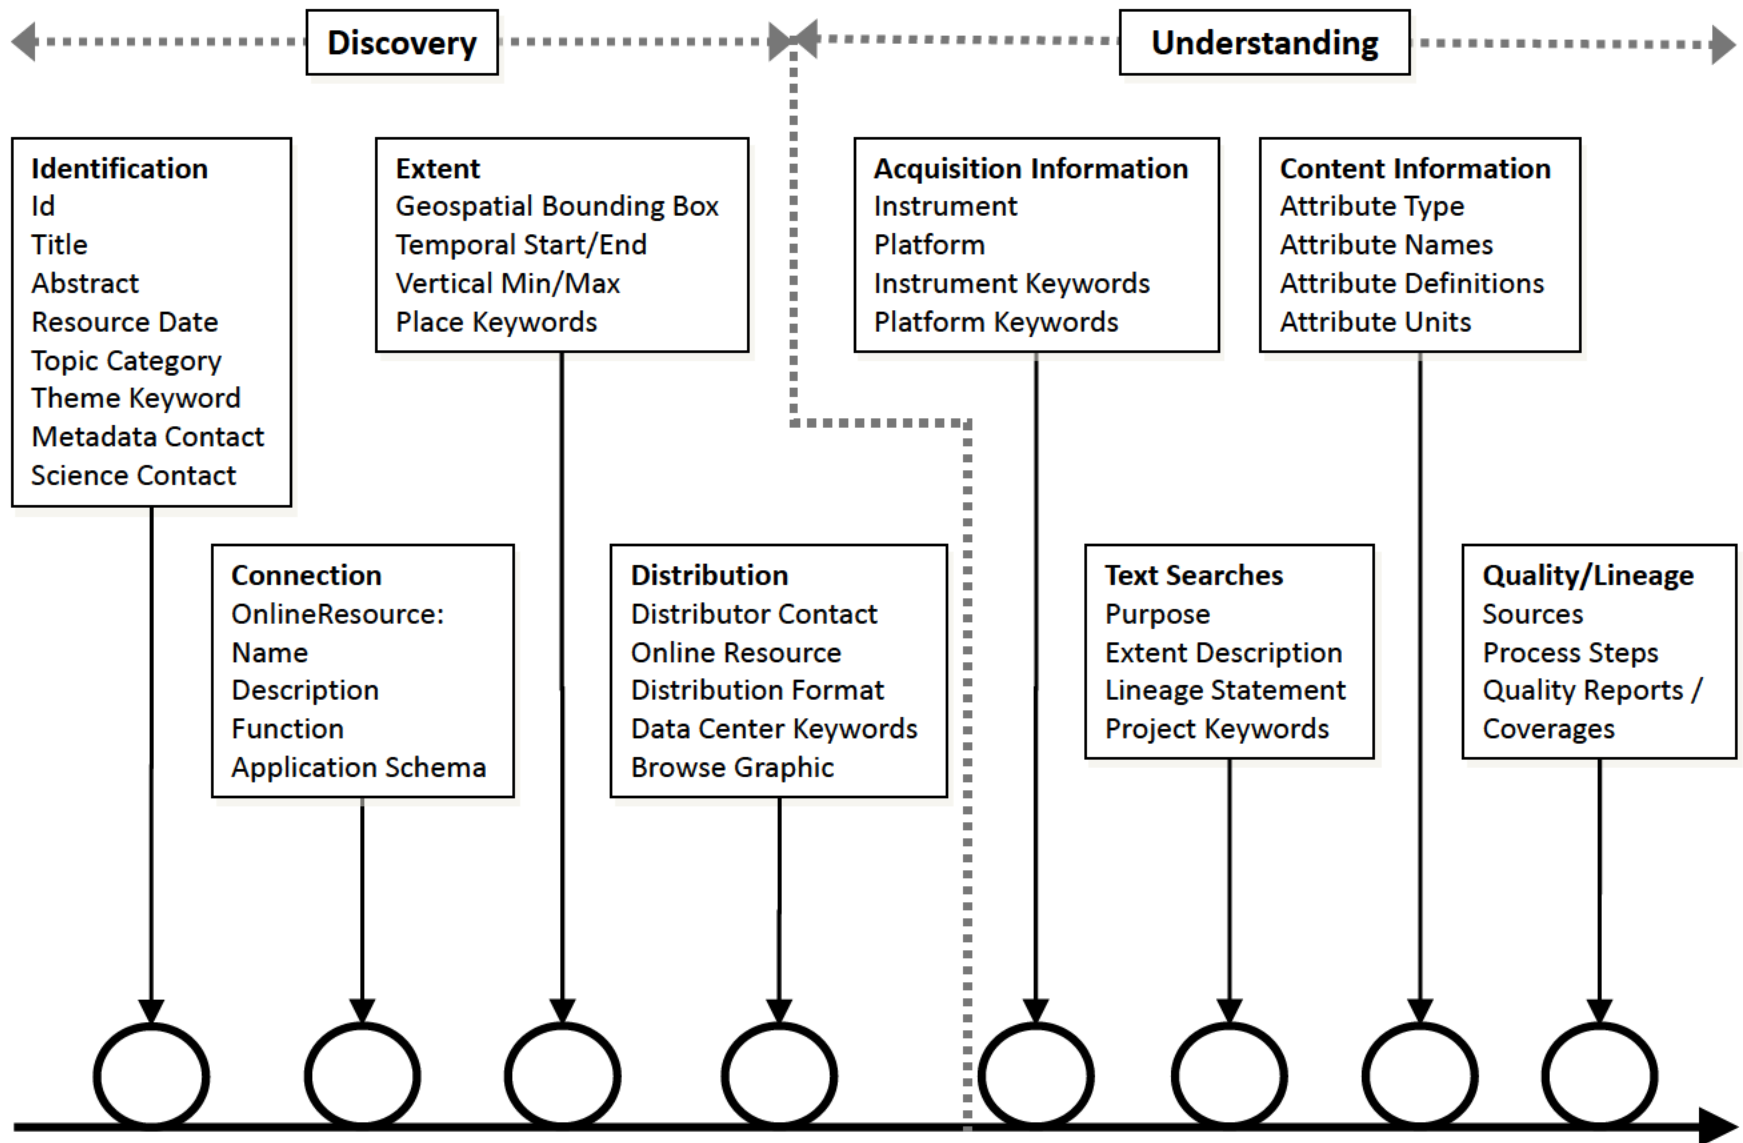 Discovery
Understanding
Identification
Id
Title
Abstract
Resource Date
Topic Category
Theme Keyword
Metadata Contact
Science Contact
Extent
Geospatial Bounding Box
Temporal Start/End
Vertical Min/Max
Place Keywords
Acquisition Information
Instrument
Platform
Instrument Keywords
Platform Keywords
Content Information
Attribute Type
Attribute Names
Attribute Definitions
Attribute Units
Connection
OnlineResource:
Name
Description
Function
Application Schema
Distribution
Distributor Contact
Online Resource
Distribution Format
Data Center Keywords
Browse Graphic
Text Searches
Purpose
Extent Description
Lineage Statement
Project Keywords
Quality/Lineage
Sources
Process Steps
Quality Reports /
Coverages